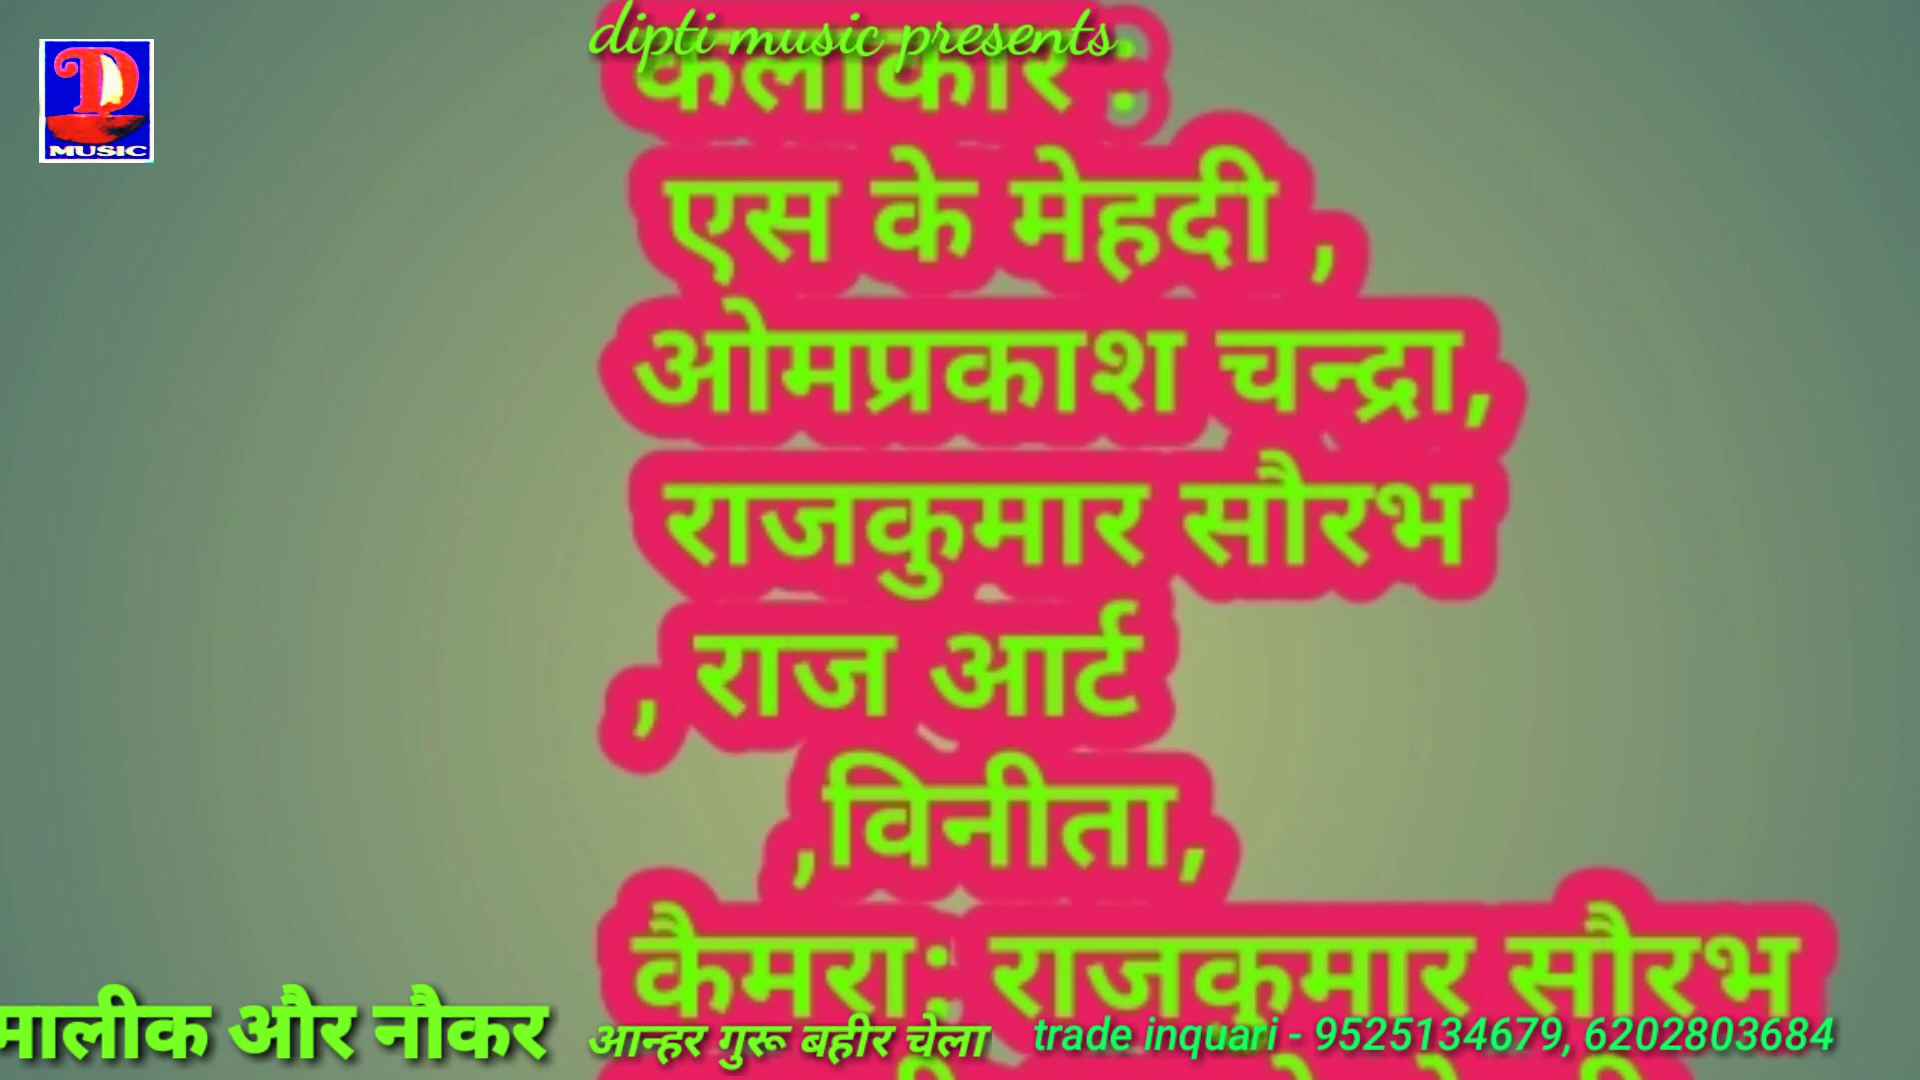 dipti music presents
कलाकार :
D
MUSIC
एस के मेहदी ,
ओमप्रकाश चन्द्रा,
राजकुमार सौरभ
, राज आर्ट
,विनीता,
कैमरा: राजकुमार सौरभ
मालीक और नौकर
आन्हर गुरू बहीर चेला
trade inquari - 9525134679, 6202803684